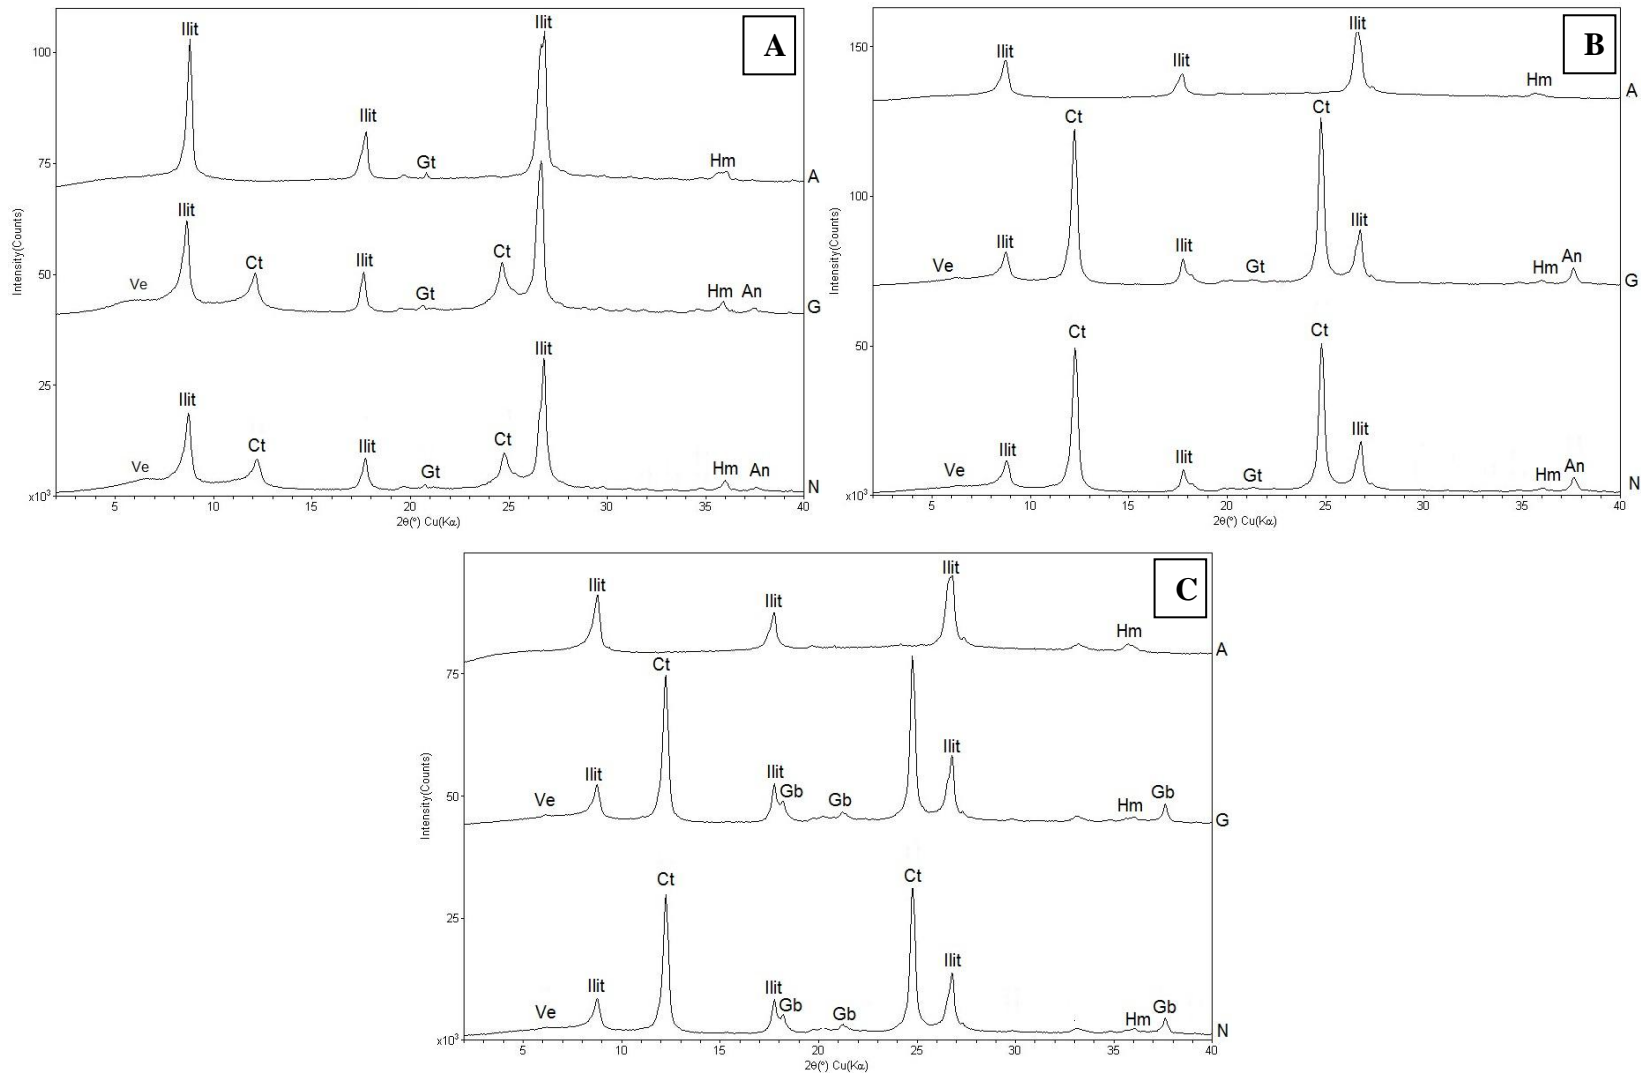 A
Ilit
Ilit
100
Ilit
Gt
Hm
75
A
Ilit
Ve
Ct
Ilit
Gt
Ct
Hm An
50
G
Ilit
Ilit
25
Ve
Ct
Ilit
Gt
Ct
Hm An
N
x10³
5 10 15 20 25 30 35 40
2θ(°) Cu(Kα)
Intensity(Counts)
B
Ilit
150
Ilit
Ilit
Hm
A
Ct
Ct
100
Ve
Ilit
Ilit
Gt
Ilit
Hm An
G
50
Ct
Ct
Ve
Ilit
Ilit
Gt
Ilit
Hm An
N
x10³
5 10 15 20 25 30 35 40
2θ(°) Cu(Kα)
Intensity(Counts)
C
Ilit
Ilit
Ilit
Hm
A
75
Ct
50
Ve
Ilit
Ilit
Gb
Gb
Ilit
Hm
Gb
G
25
Ct
Ct
Ve
Ilit
Ilit
Gb
Gb
Ilit
Hm
Gb
N
x10³
5 10 15 20 25 30 35 40
2θ(°) Cu(Kα)
Intensity(Counts)